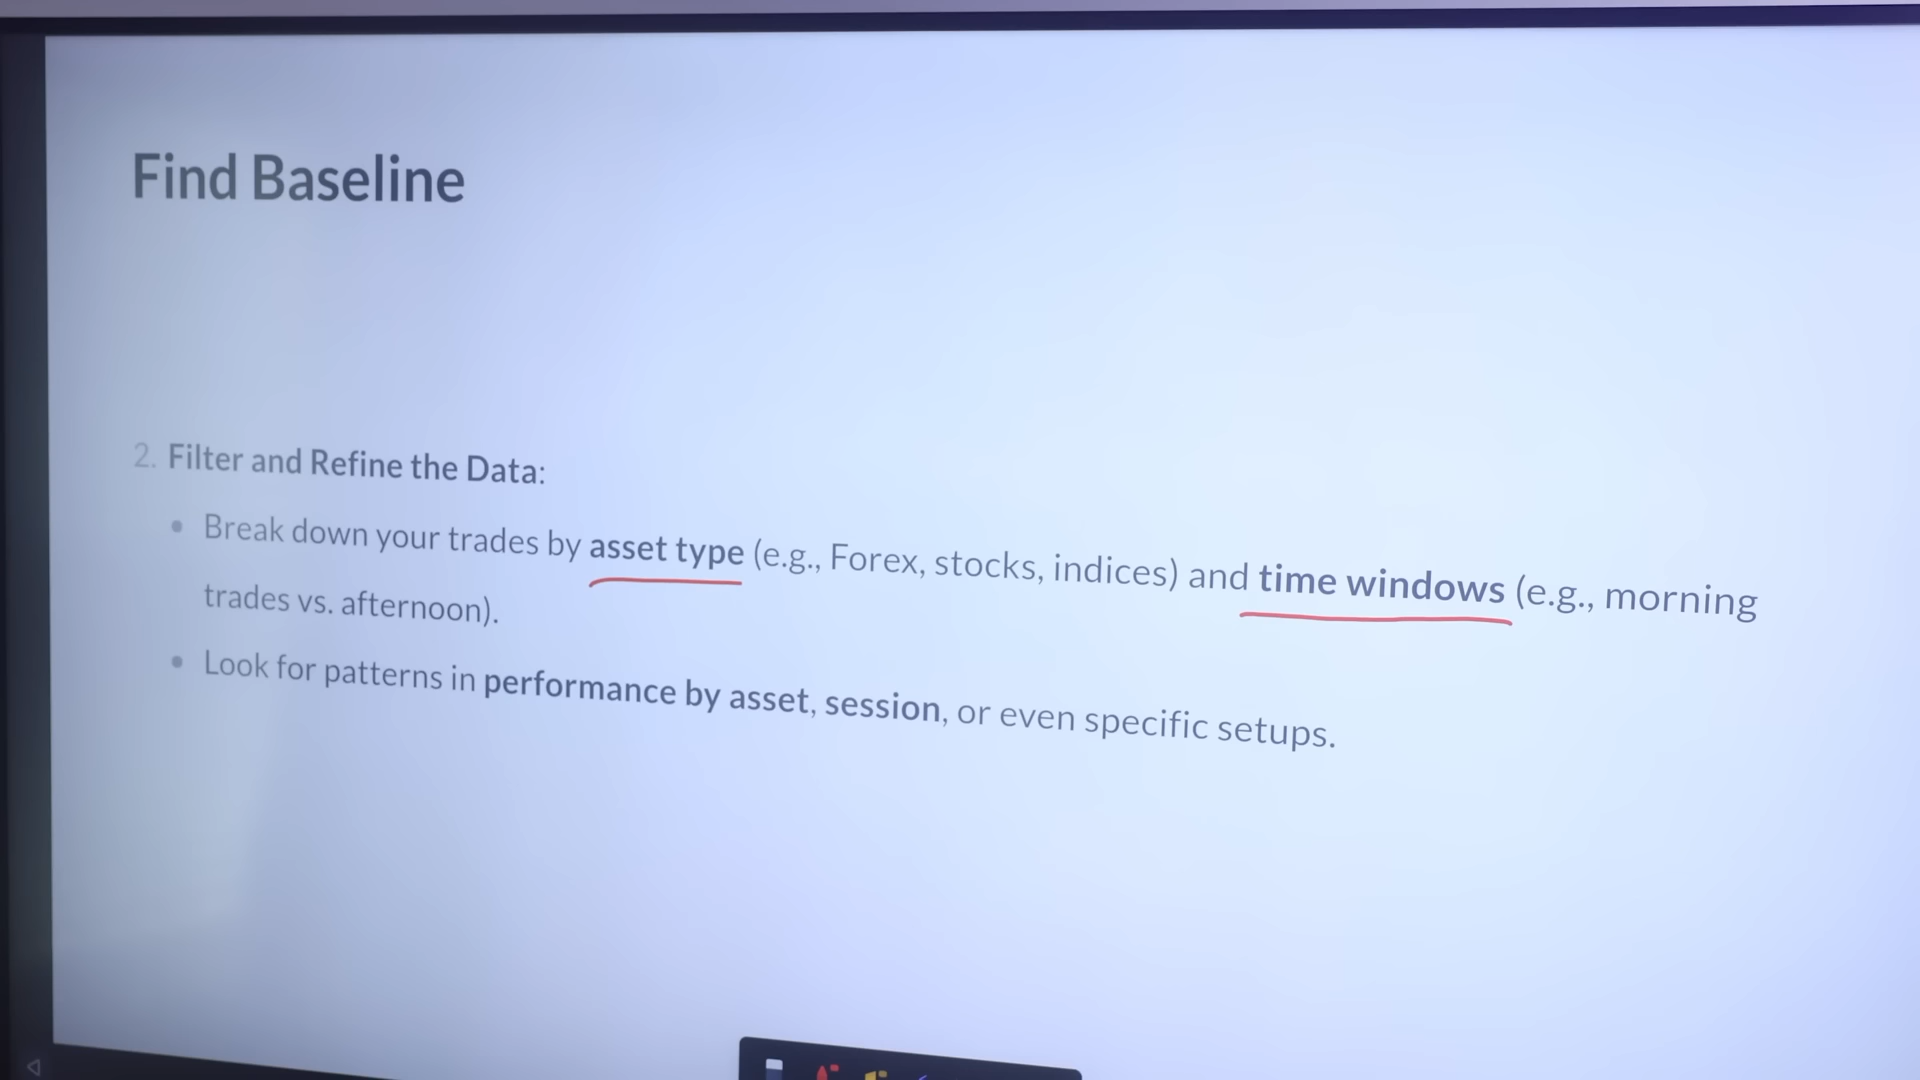 Find Baseline
2. Filter and Refine the Data:
• Break down your trades by asset type (e.g., Forex, stocks, indices) and time windows (e.g., morning
trades vs. afternoon).
• Look for patterns in performance by asset, session, or even specific setups.